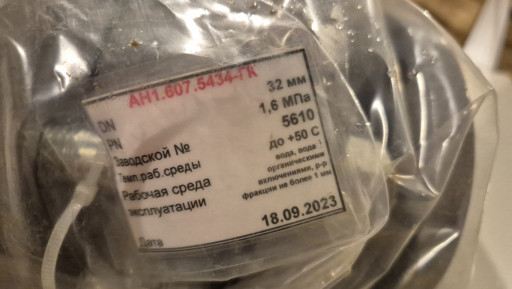 АН1.607.5434-ГК
DN 32 мм
PN 1,6 МПа
Заводской № 5610
Темп.раб.среды до +50 С
Рабочая среда вода, вода с
эксплуатации органическими
включениями, р-р
фракции не более 1 мм
Дата 18.09.2023